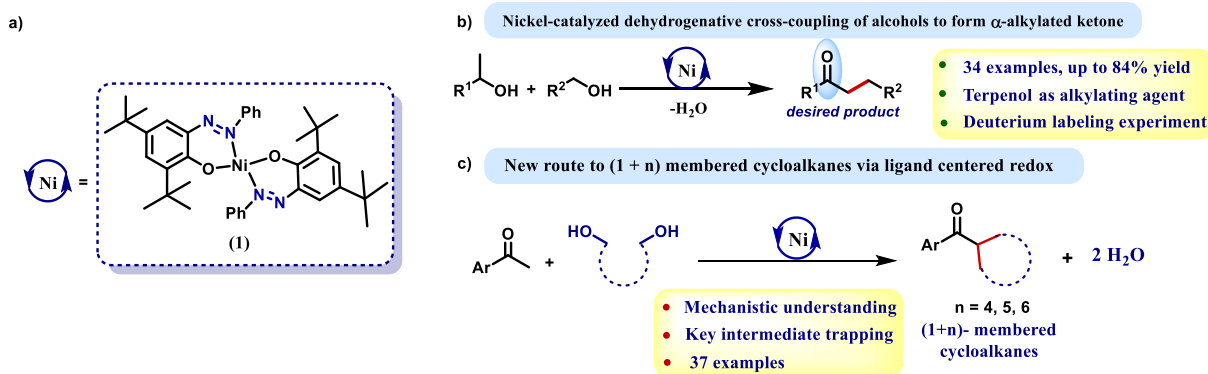 a)
Ni
=
N
N
Ph
O
Ni
O
Ph
N
N
(1)
b)
Nickel-catalyzed dehydrogenative cross-coupling of alcohols to form α-alkylated ketone
R¹ OH + R² OH
Ni
-H₂O
O
R¹ R²
desired product
34 examples, up to 84% yield
Terpenol as alkylating agent
Deuterium labeling experiment
c)
New route to (1 + n) membered cycloalkanes via ligand centered redox
O
Ar
+
HO OH
Ni
Mechanistic understanding
Key intermediate trapping
37 examples
O
Ar
+ 2 H₂O
n = 4, 5, 6
(1+n)- membered
cycloalkanes